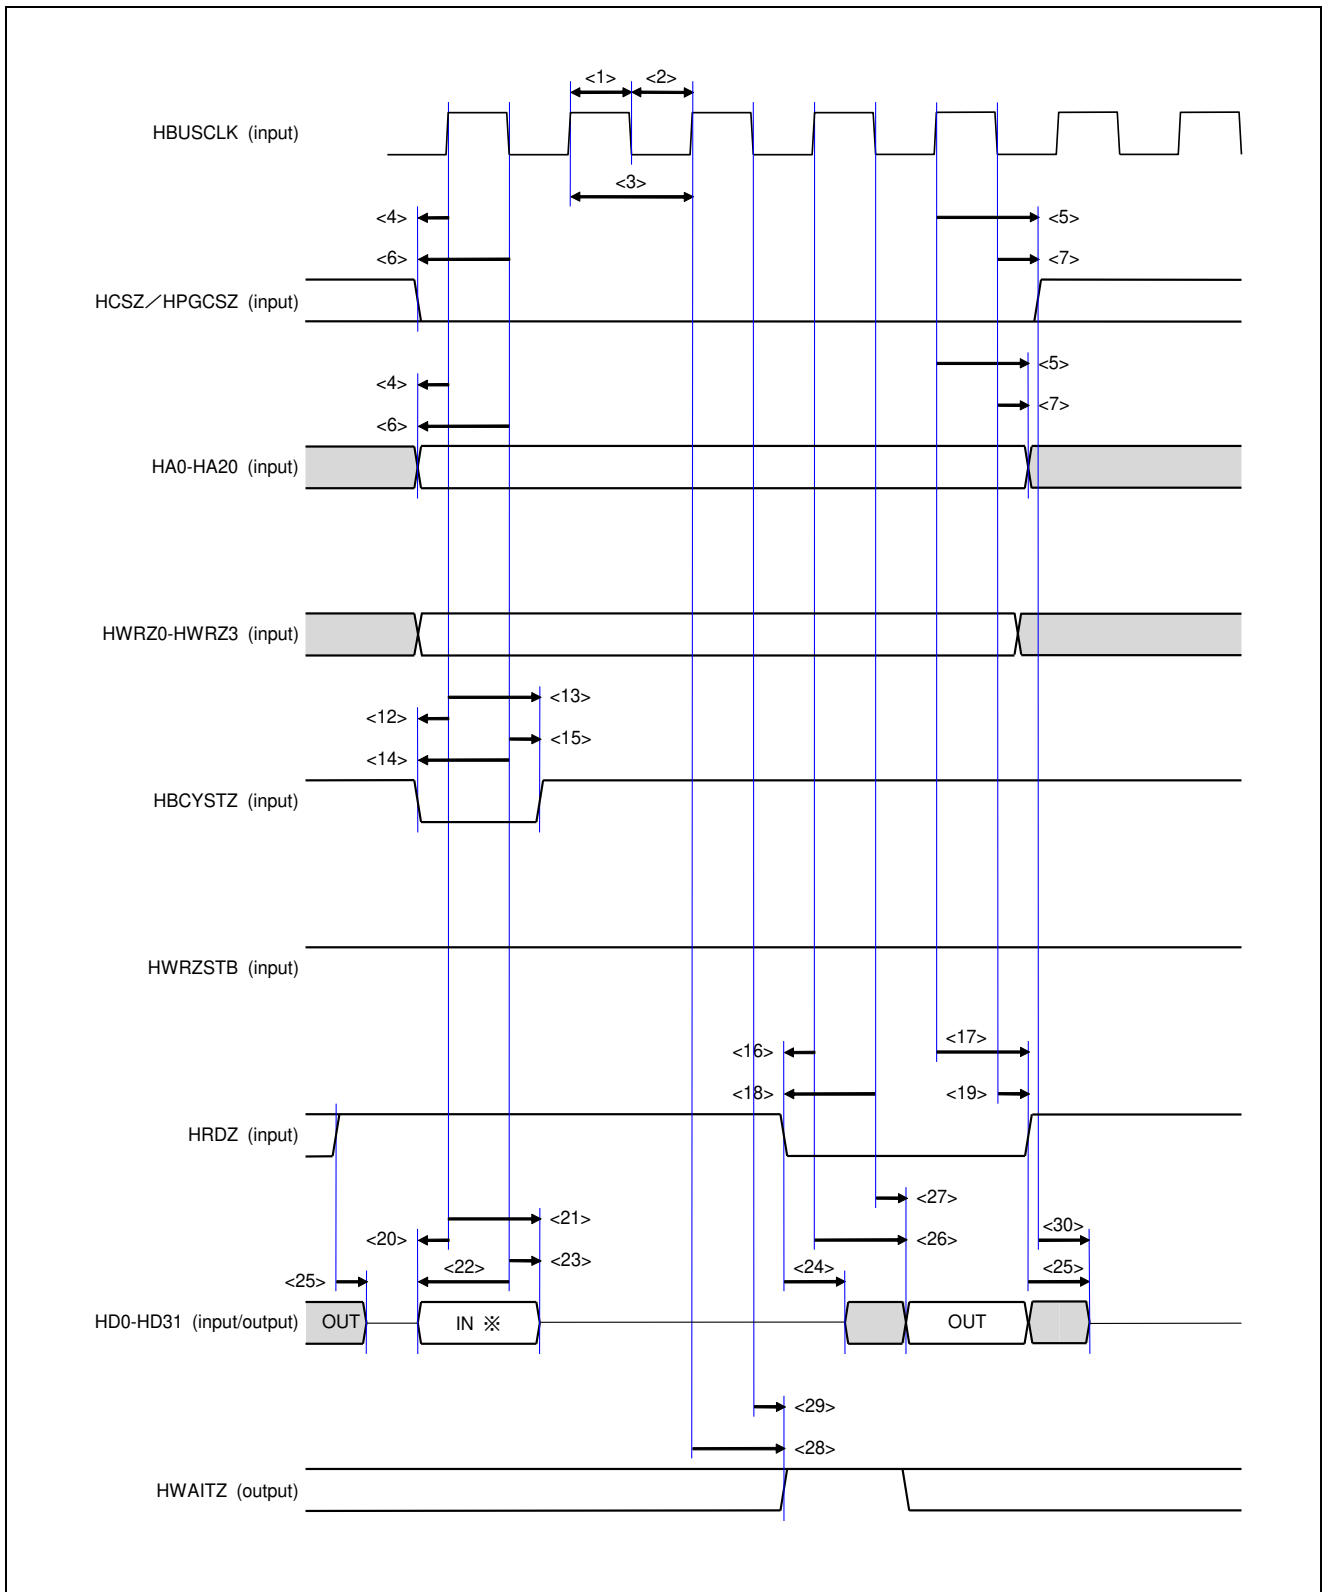 <1> <2>
HBUSCLK (input)
<3>
<4> <5>
<6> <7>
HCSZ／HPGCSZ (input)
<5>
<4>
<7>
<6>
HA0-HA20 (input)
HWRZ0-HWRZ3 (input)
<13>
<12>
<15>
<14>
HBCYSTZ (input)
HWRZSTB (input)
<17>
<16>
<18> <19>
HRDZ (input)
<27>
<21> <30>
<20> <26>
<22> <23> <24>
<25> <25>
HD0-HD31 (input/output) OUT IN ※ OUT
<29>
<28>
HWAITZ (output)